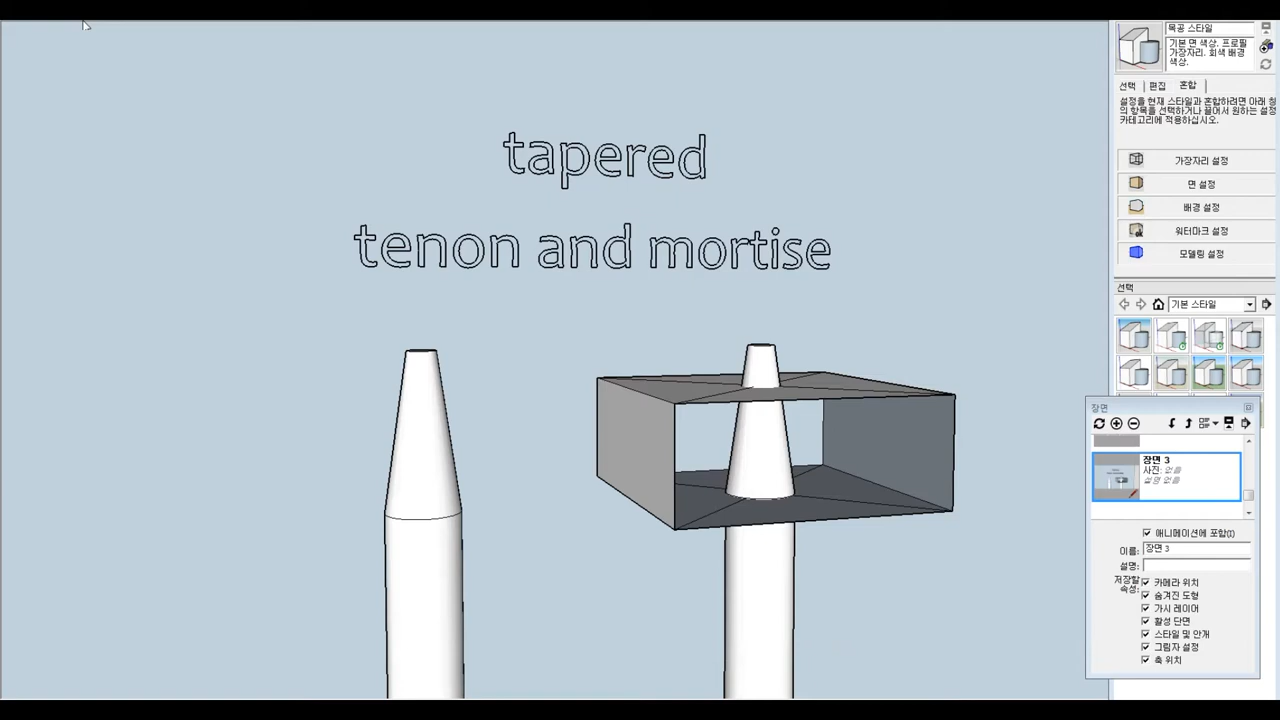 tapered
tenon and mortise
목공 스타일
기본 면 색상. 프로필
가장자리. 회색 배경
색상.
선택
편집
혼합
설정을 현재 스타일과 혼합하려면 아래 창
의 항목을 선택하거나 끌어서 원하는 설정
카테고리에 적용하십시오.
가장자리 설정
면 설정
배경 설정
워터마크 설정
모델링 설정
선택
기본 스타일
장면
장면 3
사진: 없음
설명 없음
애니메이션에 포함(I)
이름: 장면 3
설명:
저장할
속성:
카메라 위치
숨겨진 도형
가시 레이어
활성 단면
스타일 및 안개
그림자 설정
축 위치